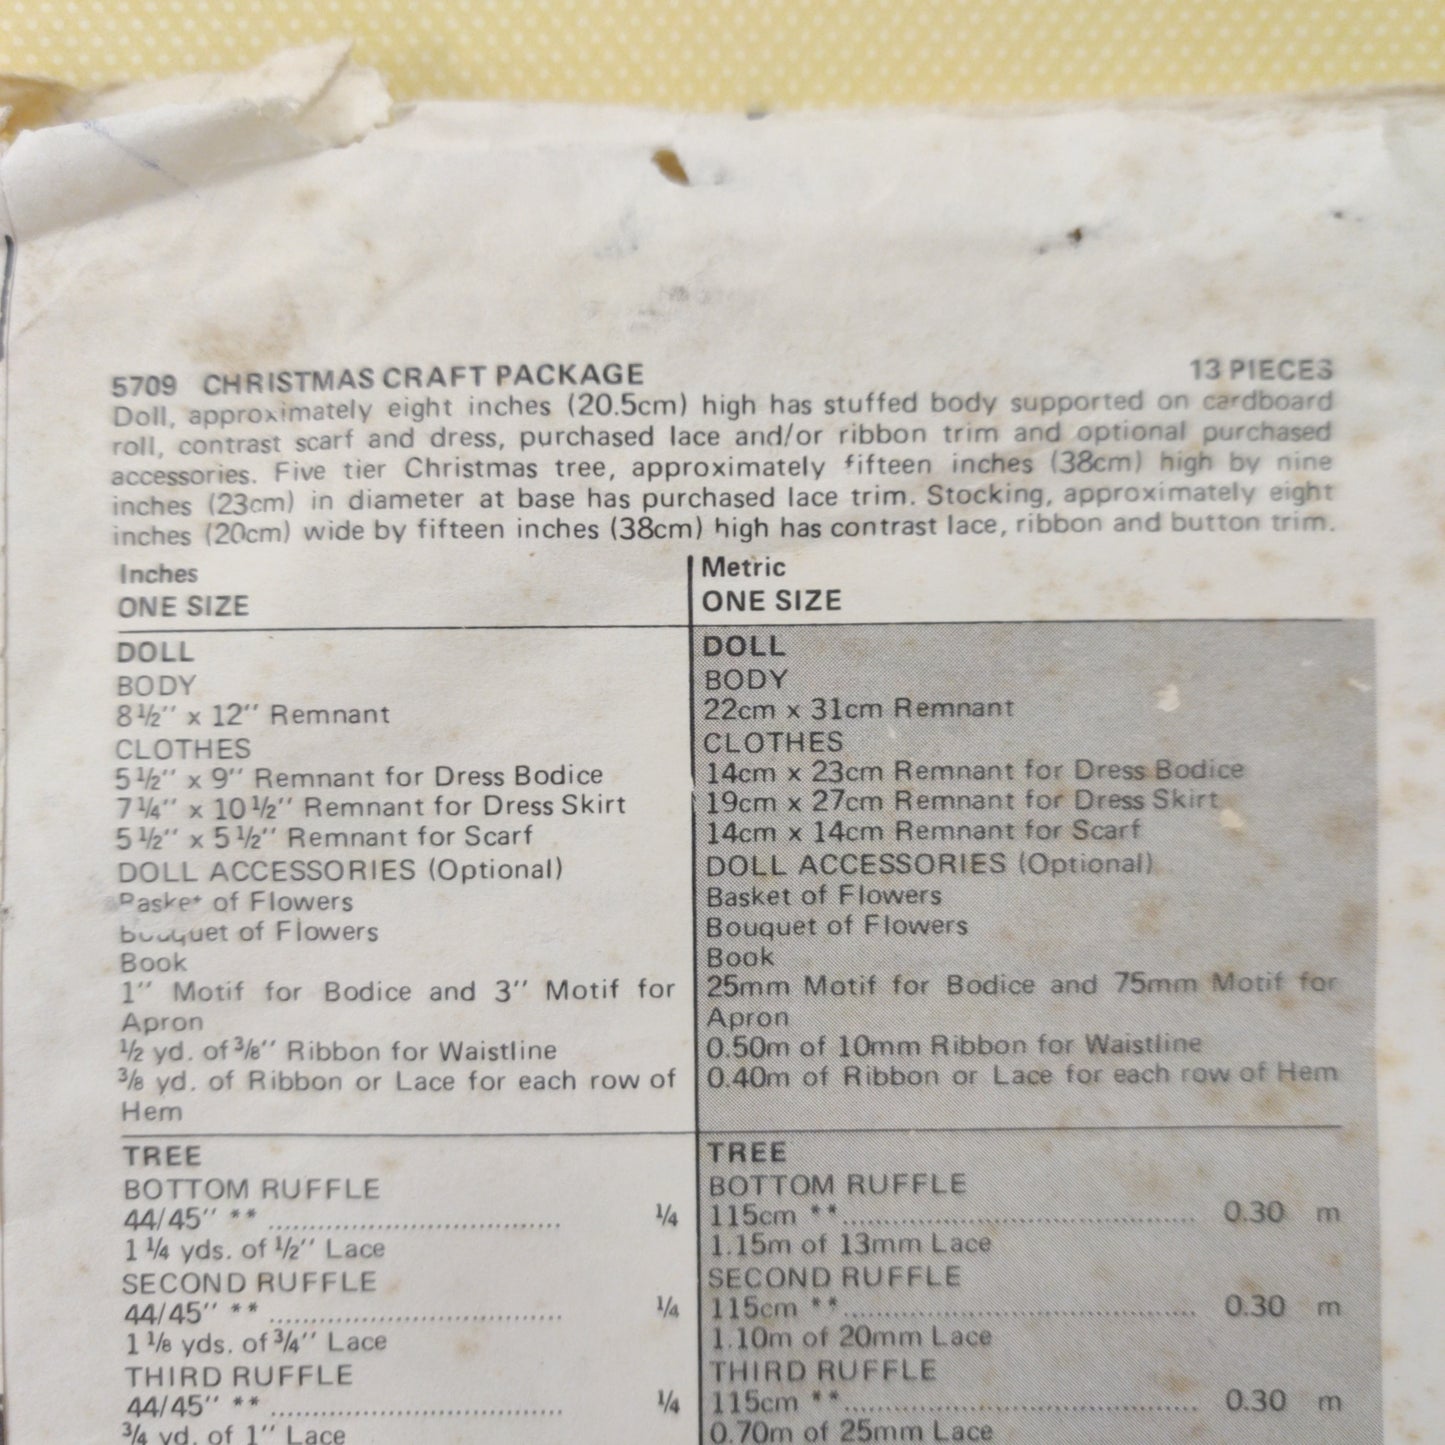 5709 CHRISTMAS CRAFT PACKAGE 13 PIECES
Doll, approximately eight inches (20.5cm) high has stuffed body supported on cardboard
roll, contrast scarf and dress, purchased lace and/or ribbon trim and optional purchased
accessories. Five tier Christmas tree, approximately fifteen inches (38cm) high by nine
inches (23cm) in diameter at base has purchased lace trim. Stocking, approximately eight
inches (20cm) wide by fifteen inches (38cm) high has contrast lace, ribbon and button trim.
Inches
ONE SIZE
DOLL
BODY
8½'' x 12'' Remnant
CLOTHES
5½'' x 9'' Remnant for Dress Bodice
7¼'' x 10½'' Remnant for Dress Skirt
5½'' x 5½'' Remnant for Scarf
DOLL ACCESSORIES (Optional)
Basket of Flowers
Bouquet of Flowers
Book
1'' Motif for Bodice and 3'' Motif for
Apron
½ yd. of ⅜'' Ribbon for Waistline
⅜ yd. of Ribbon or Lace for each row of
Hem
TREE
BOTTOM RUFFLE
44/45'' ** .................................. ¼
1¼ yds. of ½'' Lace
SECOND RUFFLE
44/45'' ** .................................. ¼
1⅛ yds. of ¾'' Lace
THIRD RUFFLE
44/45'' ** .................................. ¼
¾ yd. of 1'' Lace
Metric
ONE SIZE
DOLL
BODY
22cm x 31cm Remnant
CLOTHES
14cm x 23cm Remnant for Dress Bodice
19cm x 27cm Remnant for Dress Skirt
14cm x 14cm Remnant for Scarf
DOLL ACCESSORIES (Optional)
Basket of Flowers
Bouquet of Flowers
Book
25mm Motif for Bodice and 75mm Motif for
Apron
0.50m of 10mm Ribbon for Waistline
0.40m of Ribbon or Lace for each row of Hem
TREE
BOTTOM RUFFLE
115cm ** .................................. 0.30 m
1.15m of 13mm Lace
SECOND RUFFLE
115cm ** .................................. 0.30 m
1.10m of 20mm Lace
THIRD RUFFLE
115cm ** .................................. 0.30 m
0.70m of 25mm Lace